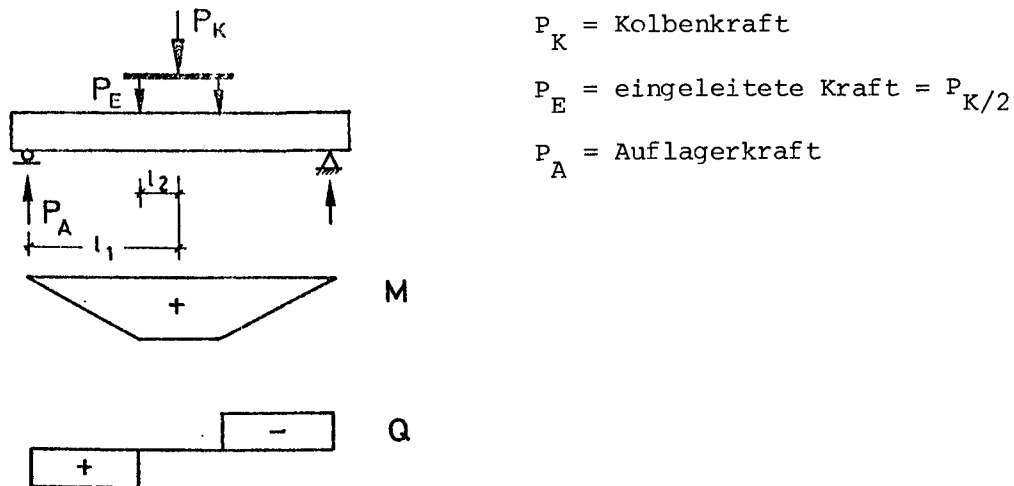 P_K
P_E
l_2
P_A
l_1
+
M
-
Q
+
P_K = Kolbenkraft
P_E = eingeleitete Kraft = P_K/2
P_A = Auflagerkraft